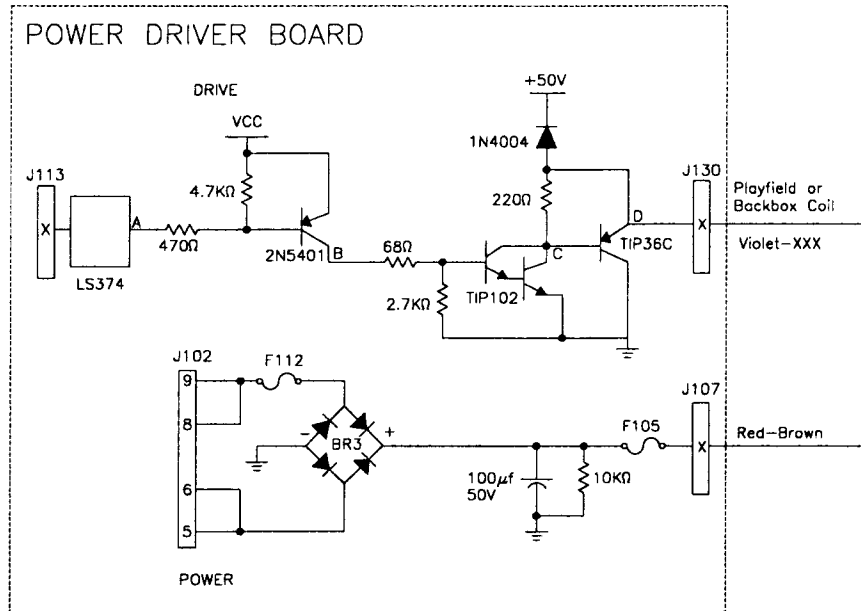 POWER DRIVER BOARD
DRIVE
+50V
VCC
1N4004
J113
J130
4.7KΩ
220Ω
Playfield or
Backbox Coil
X
A
D
X
470Ω
2N5401
B
68Ω
C
TIP36C
Violet-XXX
LS374
2.7KΩ
TIP102
J102
F112
9
J107
8
-
BR3
+
F105
Red-Brown
X
6
100µf
50V
10KΩ
5
POWER